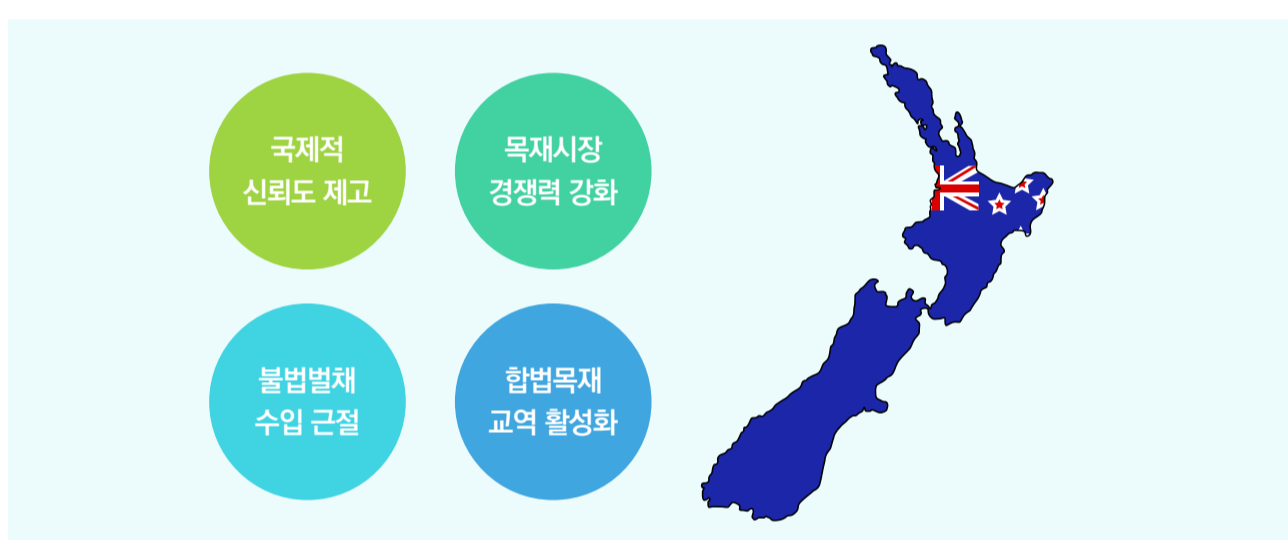 국제적
신뢰도 제고
목재시장
경쟁력 강화
불법벌채
수입 근절
합법목재
교역 활성화